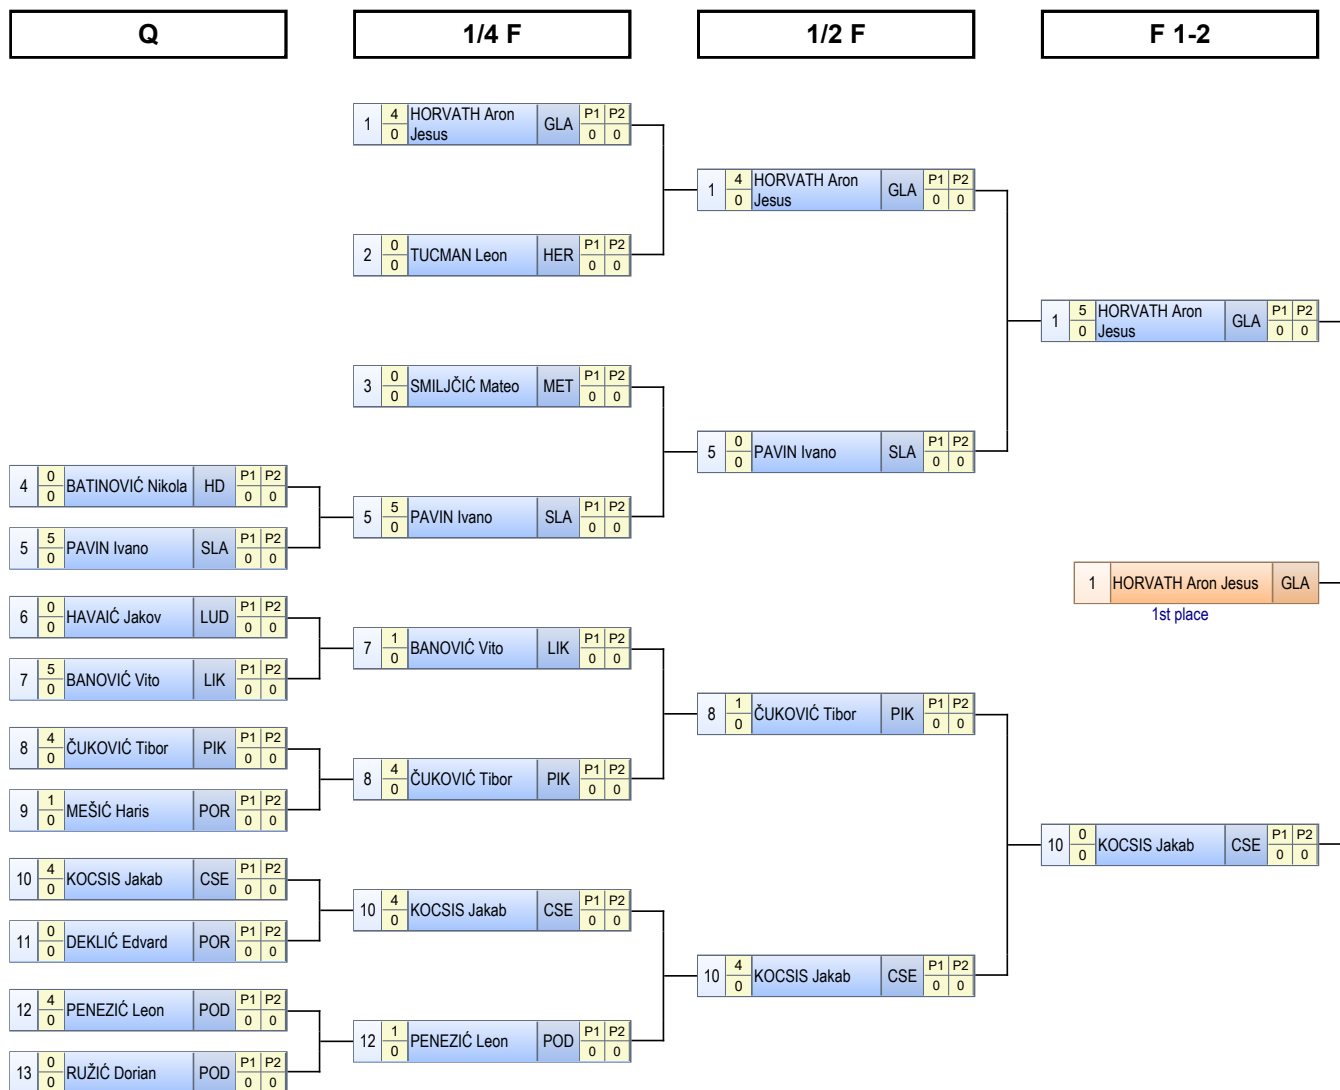 Q 1/4 F 1/2 F F 1-2
1 4 0 HORVATH Aron Jesus GLA P1 P2 0 0
1 4 0 HORVATH Aron Jesus GLA P1 P2 0 0
2 0 0 TUCMAN Leon HER P1 P2 0 0
1 5 0 HORVATH Aron Jesus GLA P1 P2 0 0
3 0 0 SMILJČIĆ Mateo MET P1 P2 0 0
5 0 0 PAVIN Ivano SLA P1 P2 0 0
4 0 0 BATINOVIĆ Nikola HD P1 P2 0 0
5 5 0 PAVIN Ivano SLA P1 P2 0 0
5 5 0 PAVIN Ivano SLA P1 P2 0 0
1 HORVATH Aron Jesus GLA
1st place
6 0 0 HAVAIĆ Jakov LUD P1 P2 0 0
7 1 0 BANOVIĆ Vito LIK P1 P2 0 0
7 5 0 BANOVIĆ Vito LIK P1 P2 0 0
8 1 0 ČUKOVIĆ Tibor PIK P1 P2 0 0
8 4 0 ČUKOVIĆ Tibor PIK P1 P2 0 0
8 4 0 ČUKOVIĆ Tibor PIK P1 P2 0 0
9 1 0 MEŠIĆ Haris POR P1 P2 0 0
10 0 0 KOCSIS Jakab CSE P1 P2 0 0
10 4 0 KOCSIS Jakab CSE P1 P2 0 0
10 4 0 KOCSIS Jakab CSE P1 P2 0 0
11 0 0 DEKLIĆ Edvard POR P1 P2 0 0
10 4 0 KOCSIS Jakab CSE P1 P2 0 0
12 4 0 PENEZIĆ Leon POD P1 P2 0 0
12 1 0 PENEZIĆ Leon POD P1 P2 0 0
13 0 0 RUŽIĆ Dorian POD P1 P2 0 0